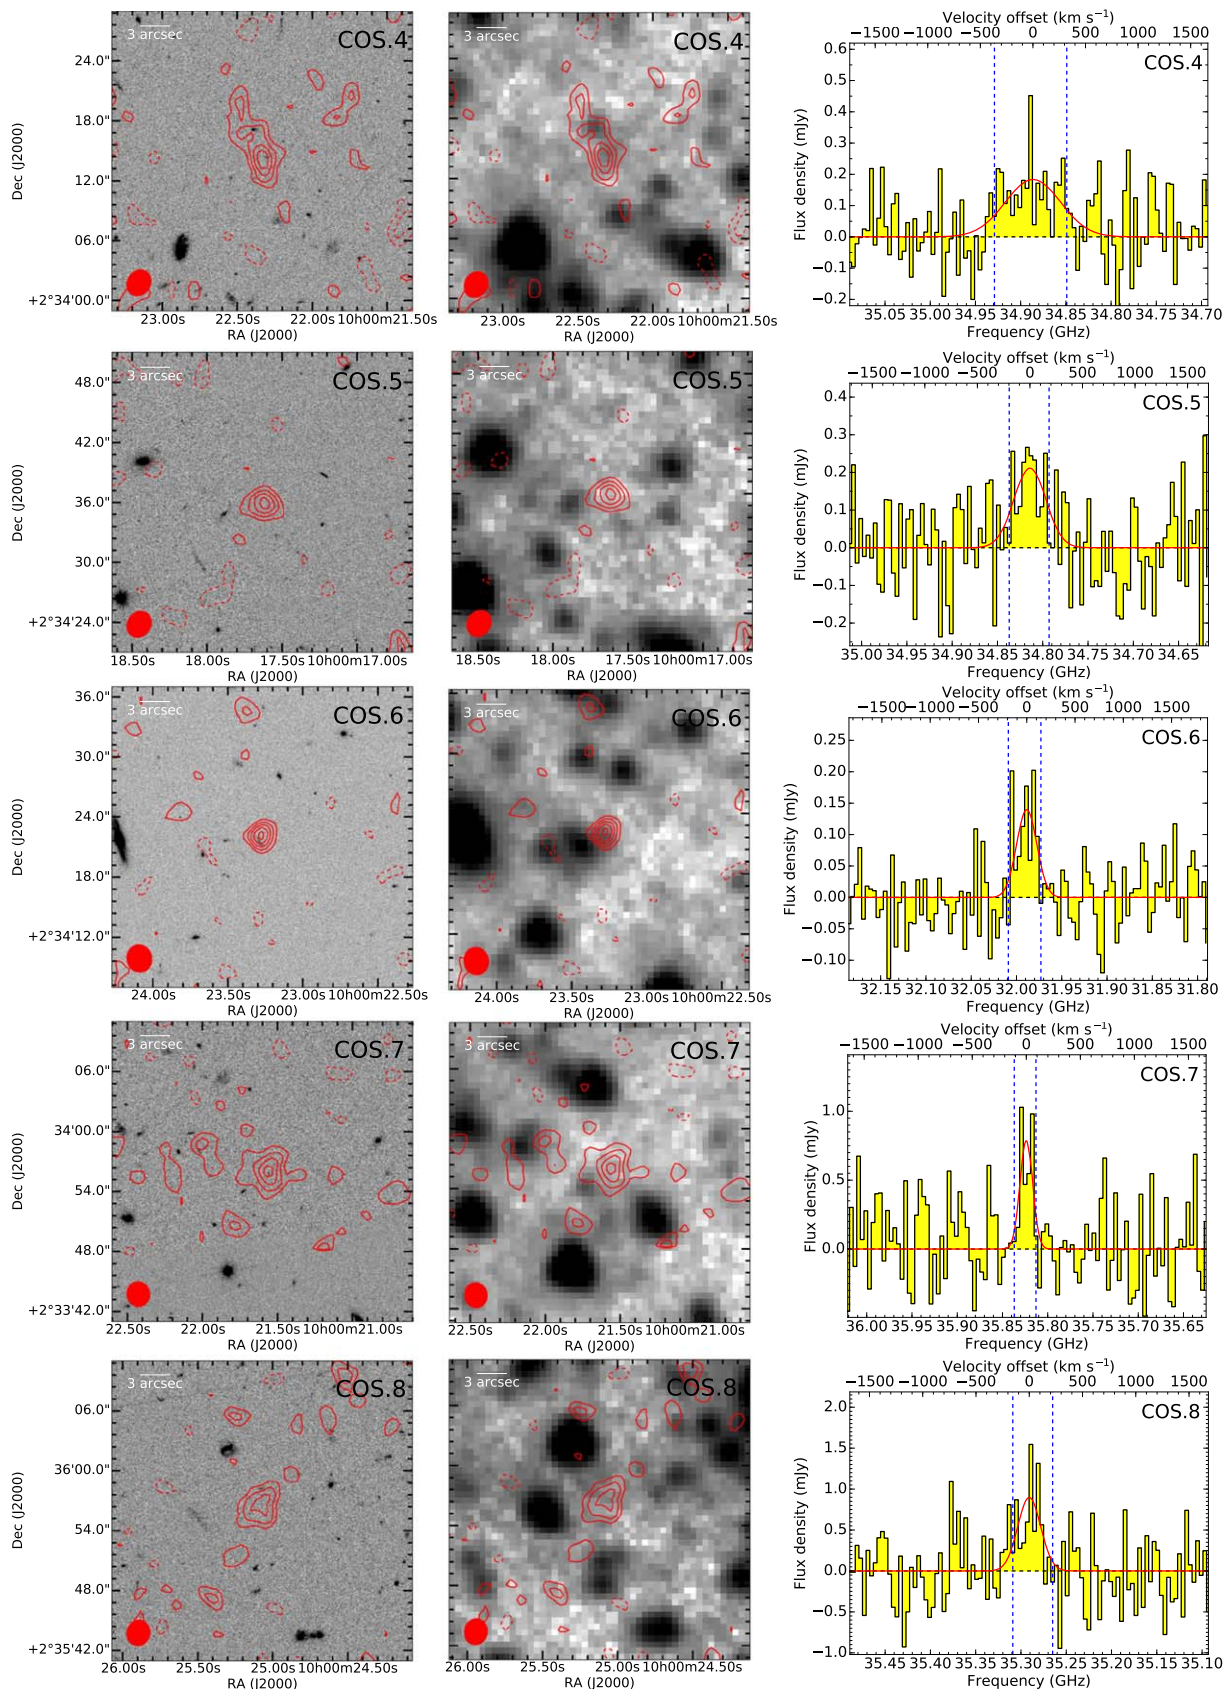 3 arcsec
COS.4
24.0"
18.0"
12.0"
06.0"
+2°34'00.0"
23.00s 22.50s 22.00s 10h00m21.50s
RA (J2000)
Dec (J2000)
3 arcsec
COS.4
23.00s 22.50s 22.00s 10h00m21.50s
RA (J2000)
Velocity offset (km s⁻¹)
−1500 −1000 −500 0 500 1000 1500
COS.4
0.6
0.5
0.4
0.3
0.2
0.1
0.0
−0.1
−0.2
Flux density (mJy)
35.05 35.00 34.95 34.90 34.85 34.80 34.75 34.70
Frequency (GHz)
3 arcsec
COS.5
48.0"
42.0"
36.0"
30.0"
+2°34'24.0"
18.50s 18.00s 17.50s 10h00m17.00s
RA (J2000)
Dec (J2000)
3 arcsec
COS.5
18.50s 18.00s 17.50s 10h00m17.00s
RA (J2000)
Velocity offset (km s⁻¹)
−1500 −1000 −500 0 500 1000 1500
COS.5
0.4
0.3
0.2
0.1
0.0
−0.1
−0.2
Flux density (mJy)
35.00 34.95 34.90 34.85 34.80 34.75 34.70 34.65
Frequency (GHz)
3 arcsec
COS.6
36.0"
30.0"
24.0"
18.0"
+2°34'12.0"
24.00s 23.50s 23.00s 10h00m22.50s
RA (J2000)
Dec (J2000)
3 arcsec
COS.6
24.00s 23.50s 23.00s 10h00m22.50s
RA (J2000)
Velocity offset (km s⁻¹)
−1500 −1000 −500 0 500 1000 1500
COS.6
0.25
0.20
0.15
0.10
0.05
0.00
−0.05
−0.10
Flux density (mJy)
32.15 32.10 32.05 32.00 31.95 31.90 31.85 31.80
Frequency (GHz)
3 arcsec
COS.7
06.0"
34'00.0"
54.0"
48.0"
+2°33'42.0"
22.50s 22.00s 21.50s 10h00m21.00s
RA (J2000)
Dec (J2000)
3 arcsec
COS.7
22.50s 22.00s 21.50s 10h00m21.00s
RA (J2000)
Velocity offset (km s⁻¹)
−1500 −1000 −500 0 500 1000 1500
COS.7
1.0
0.5
0.0
Flux density (mJy)
36.00 35.95 35.90 35.85 35.80 35.75 35.70 35.65
Frequency (GHz)
3 arcsec
COS.8
06.0"
36'00.0"
54.0"
48.0"
+2°35'42.0"
26.00s 25.50s 25.00s 10h00m24.50s
RA (J2000)
Dec (J2000)
3 arcsec
COS.8
26.00s 25.50s 25.00s 10h00m24.50s
RA (J2000)
Velocity offset (km s⁻¹)
−1500 −1000 −500 0 500 1000 1500
COS.8
2.0
1.5
1.0
0.5
0.0
−0.5
−1.0
Flux density (mJy)
35.45 35.40 35.35 35.30 35.25 35.20 35.15 35.10
Frequency (GHz)